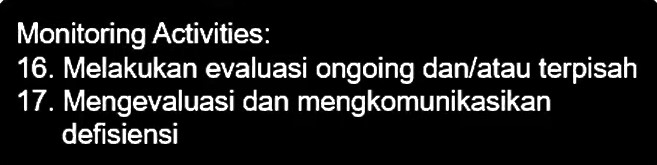 Monitoring Activities:
16. Melakukan evaluasi ongoing dan/atau terpisah
17. Mengevaluasi dan mengkomunikasikan
defisiensi